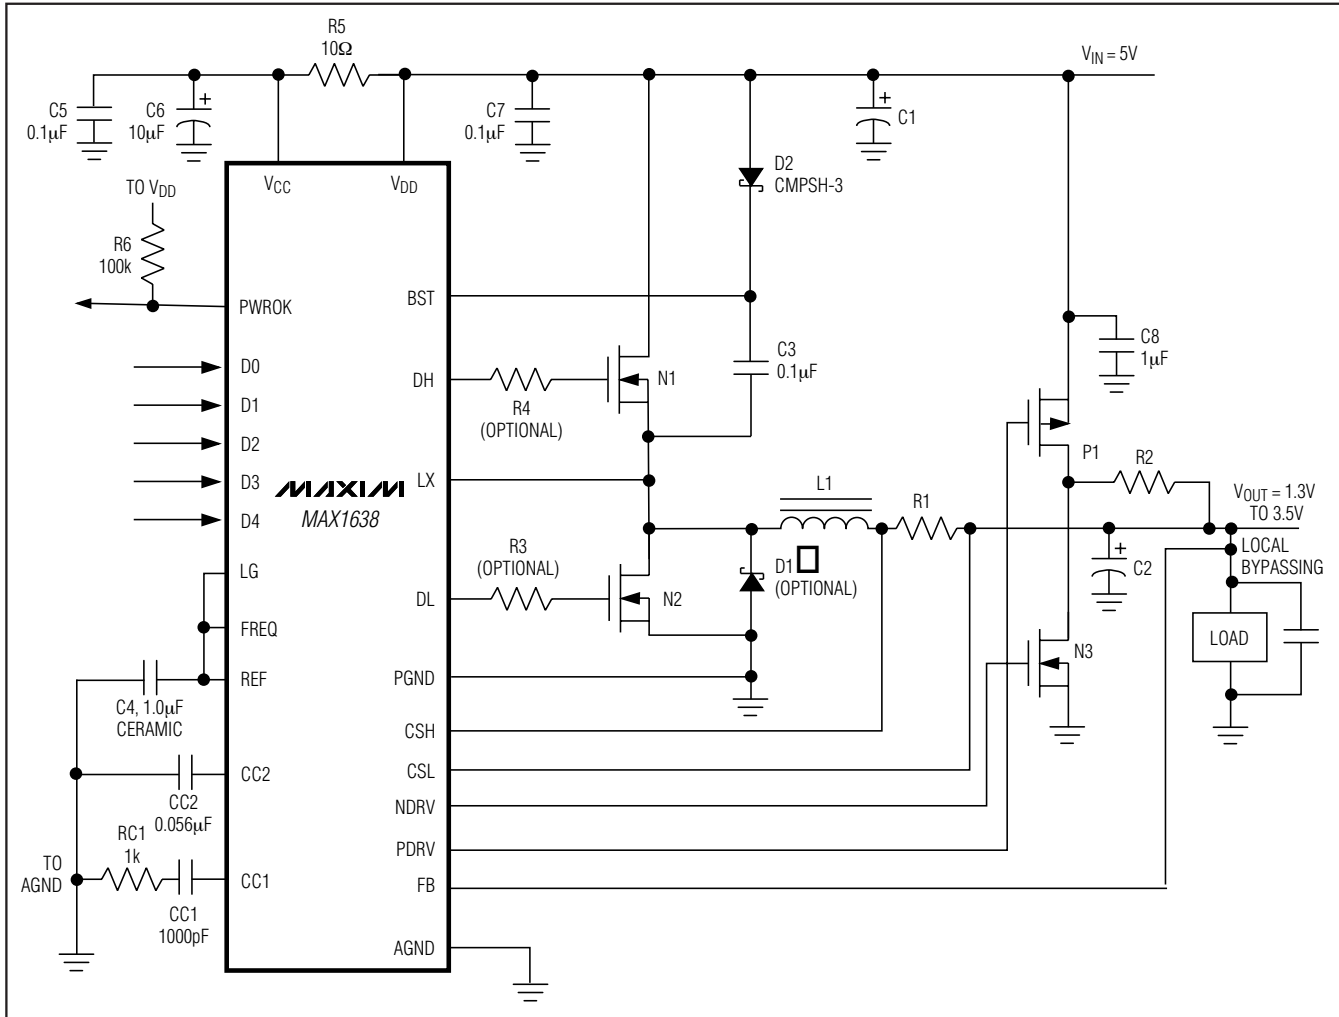 R5
10Ω
VIN = 5V
C5
0.1µF
C6
10µF
C7
0.1µF
C1
VCC
VDD
D2
CMPSH-3
TO VDD
R6
100k
PWROK
BST
C3
0.1µF
C8
1µF
D0
DH
N1
R4
(OPTIONAL)
D1
D2
P1
R2
D3
LX
L1
R1
VOUT = 1.3V
TO 3.5V
MAXIM
MAX1638
D4
R3
(OPTIONAL)
D1
(OPTIONAL)
C2
LOCAL
BYPASSING
LG
DL
N2
FREQ
LOAD
N3
REF
PGND
C4, 1.0µF
CERAMIC
CSH
CC2
CSL
CC2
0.056µF
NDRV
RC1
1k
PDRV
TO
AGND
CC1
FB
CC1
1000pF
AGND